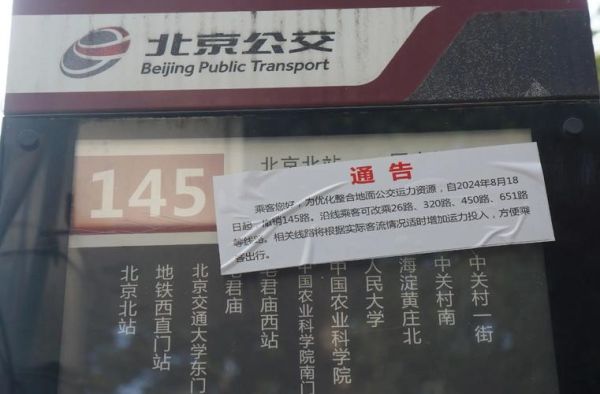 北京公交
Beijing Public Transport
145
北京北站
通告
乘客您好，为优化整合地面公交运力资源，自2024年8月18
日起，撤销145路。沿线乘客可改乘26路、320路、450路、651路
等线路。相关线路将根据实际客流情况适时增加运力投入，方便乘
客出行。
北京北站
地铁西直门站
北京交通大学东门
皂君庙
皂君庙西站
中国农业科学院南门
中国农业科学院
人民大学
海淀黄庄北
中关村南
中关村一街